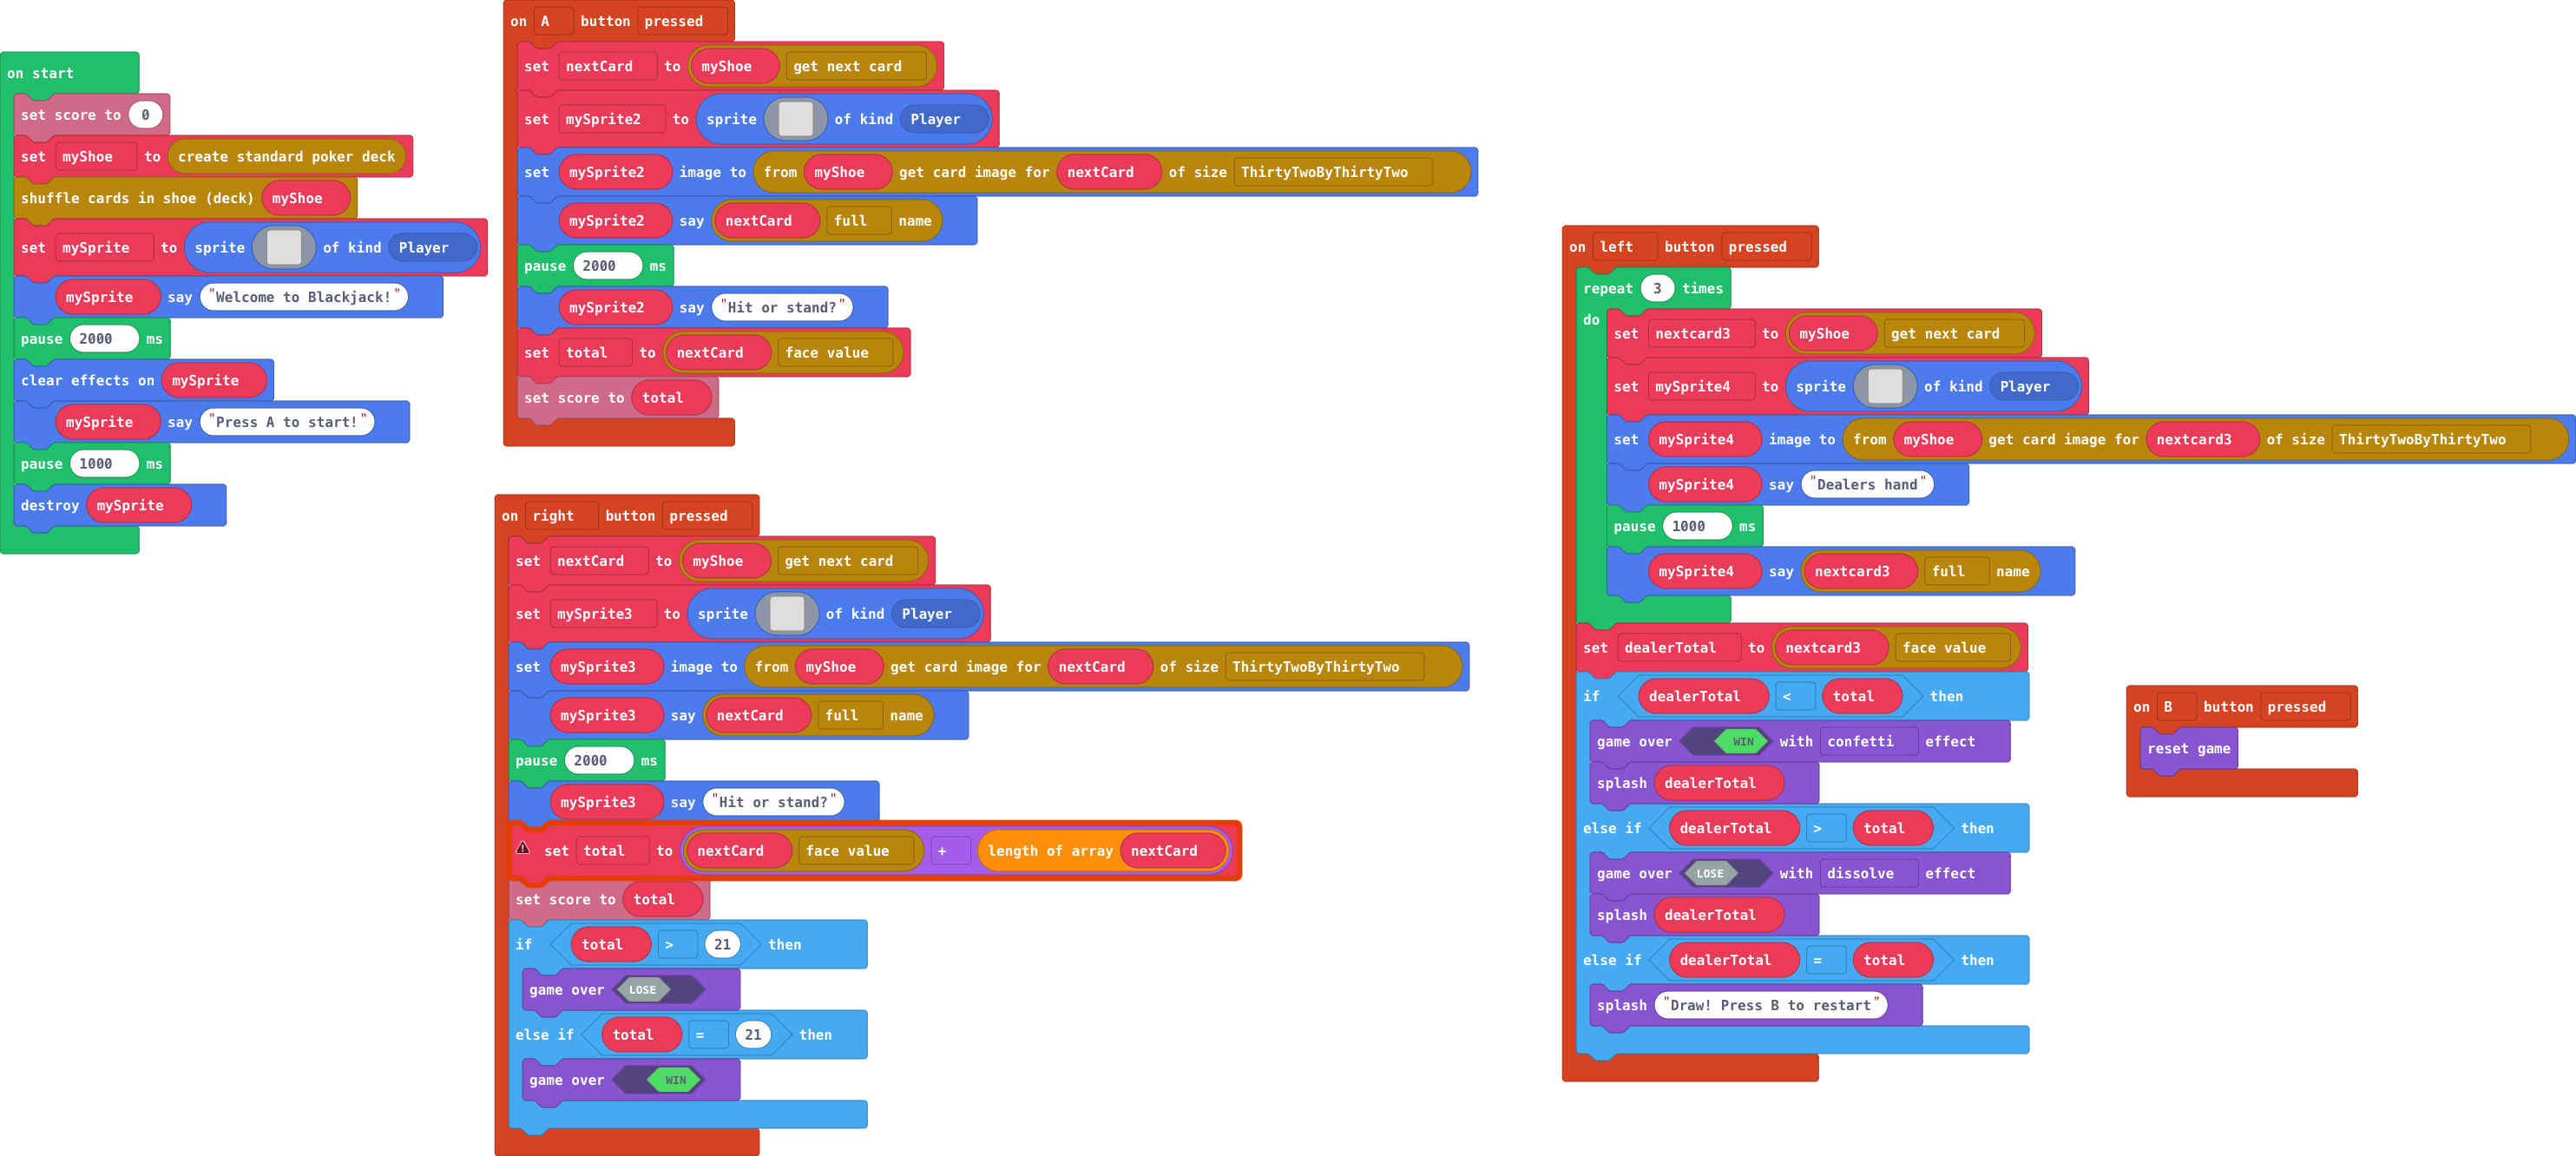 on start
set score to 0
set myShoe to create standard poker deck
shuffle cards in shoe (deck) myShoe
set mySprite to sprite of kind Player
mySprite say "Welcome to Blackjack!"
pause 2000 ms
clear effects on mySprite
mySprite say "Press A to start!"
pause 1000 ms
destroy mySprite
on A button pressed
set nextCard to myShoe get next card
set mySprite2 to sprite of kind Player
set mySprite2 image to from myShoe get card image for nextCard of size ThirtyTwoByThirtyTwo
mySprite2 say nextCard full name
pause 2000 ms
mySprite2 say "Hit or stand?"
set total to nextCard face value
set score to total
on right button pressed
set nextCard to myShoe get next card
set mySprite3 to sprite of kind Player
set mySprite3 image to from myShoe get card image for nextCard of size ThirtyTwoByThirtyTwo
mySprite3 say nextCard full name
pause 2000 ms
mySprite3 say "Hit or stand?"
set total to nextCard face value + length of array nextCard
set score to total
if total > 21 then
game over LOSE
else if total = 21 then
game over WIN
on left button pressed
repeat 3 times
do set nextcard3 to myShoe get next card
set mySprite4 to sprite of kind Player
set mySprite4 image to from myShoe get card image for nextcard3 of size ThirtyTwoByThirtyTwo
mySprite4 say "Dealers hand"
pause 1000 ms
mySprite4 say nextcard3 full name
set dealerTotal to nextcard3 face value
if dealerTotal < total then
game over WIN with confetti effect
splash dealerTotal
else if dealerTotal > total then
game over LOSE with dissolve effect
splash dealerTotal
else if dealerTotal = total then
splash "Draw! Press B to restart"
on B button pressed
reset game